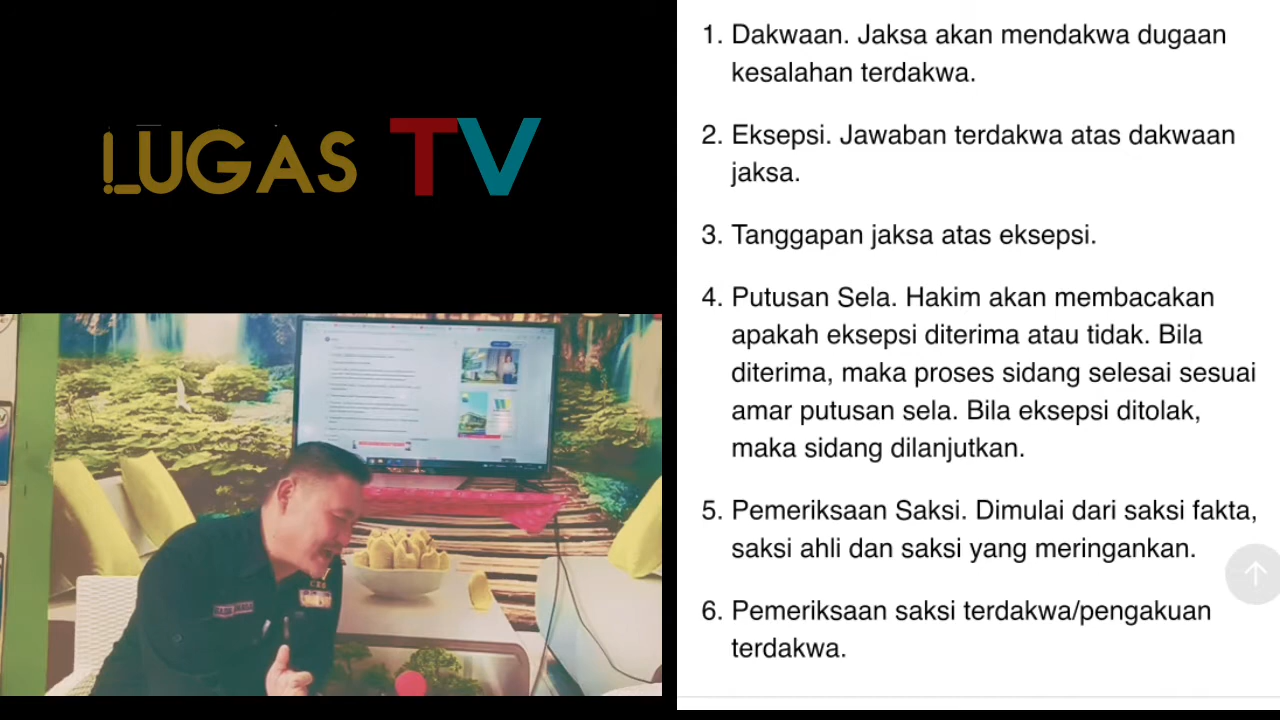 LUGAS TV
1. Dakwaan. Jaksa akan mendakwa dugaan
kesalahan terdakwa.
2. Eksepsi. Jawaban terdakwa atas dakwaan
jaksa.
3. Tanggapan jaksa atas eksepsi.
4. Putusan Sela. Hakim akan membacakan
apakah eksepsi diterima atau tidak. Bila
diterima, maka proses sidang selesai sesuai
amar putusan sela. Bila eksepsi ditolak,
maka sidang dilanjutkan.
5. Pemeriksaan Saksi. Dimulai dari saksi fakta,
saksi ahli dan saksi yang meringankan.
6. Pemeriksaan saksi terdakwa/pengakuan
terdakwa.